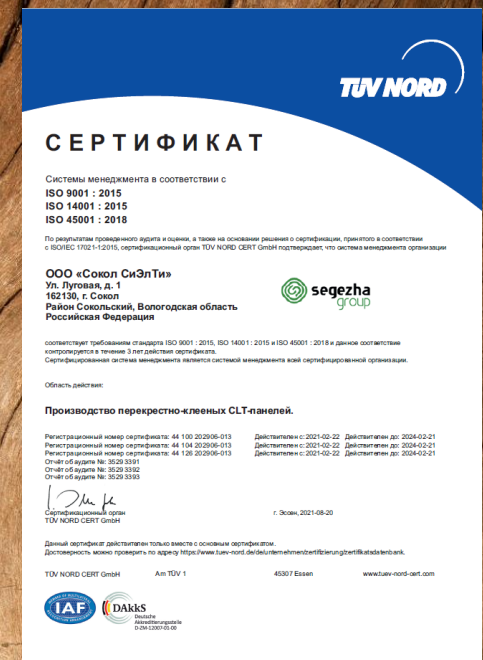 TÜV NORD
СЕРТИФИКАТ
Системы менеджмента в соответствии с
ISO 9001 : 2015
ISO 14001 : 2015
ISO 45001 : 2018
По результатам проведенного аудита и оценки, а также на основании решения о сертификации, принятого в соответствии
с ISO/IEC 17021-1:2015, сертификационный орган TÜV NORD CERT GmbH подтверждает, что система менеджмента организации
ООО «Сокол СиЭлТи»
Ул. Луговая, д. 1
162130, г. Сокол
Район Сокольский, Вологодская область
Российская Федерация
segezha
group
соответствует требованиям стандарта ISO 9001 : 2015, ISO 14001 : 2015 и ISO 45001 : 2018 и данное соответствие
контролируется в течение 3 лет действия сертификата.
Сертифицированная система менеджмента является системой менеджмента всей сертифицированной организации.
Область действия:
Производство перекрестно-клееных CLT-панелей.
Регистрационный номер сертификата: 44 100 202906-013 Действителен с: 2021-02-22 Действителен до: 2024-02-21
Регистрационный номер сертификата: 44 104 202906-013 Действителен с: 2021-02-22 Действителен до: 2024-02-21
Регистрационный номер сертификата: 44 126 202906-013 Действителен с: 2021-02-22 Действителен до: 2024-02-21
Отчёт об аудите №: 3529 3391
Отчёт об аудите №: 3529 3392
Отчёт об аудите №: 3529 3393
Сертификационный орган г. Эссен, 2021-08-20
TÜV NORD CERT GmbH
Данный сертификат действителен только вместе с основным сертификатом.
Достоверность можно проверить по адресу https://www.tuev-nord.de/de/unternehmen/zertifizierung/zertifikatsdatenbank.
TÜV NORD CERT GmbH Am TÜV 1 45307 Essen www.tuev-nord-cert.com
IAF
DAkkS
Deutsche
Akkreditierungsstelle
D-ZM-12007-01-00